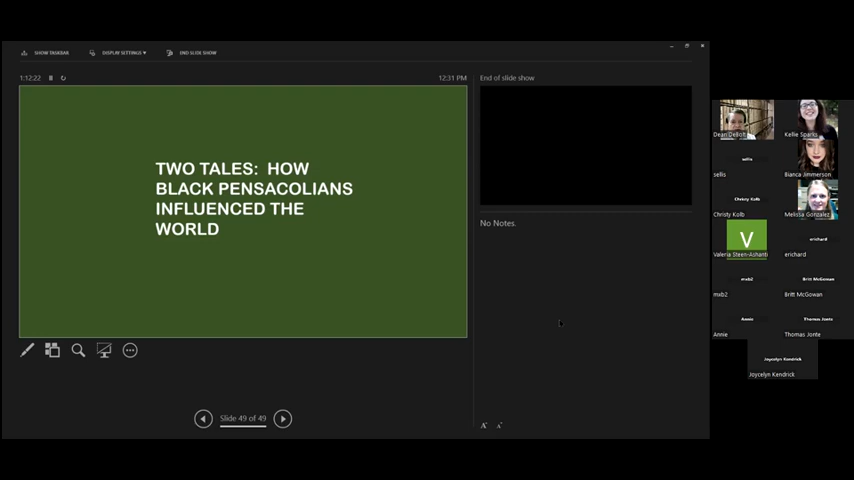 SHOW TASKBAR
DISPLAY SETTINGS ▾
END SLIDE SHOW
1:12:22
12:31 PM
TWO TALES: HOW
BLACK PENSACOLIANS
INFLUENCED THE
WORLD
Slide 49 of 49
End of slide show
No Notes.
A
A
Dean DeBolt
Kellie Sparks
sellis
sellis
Bianca Jimmerson
Christy Kolb
Christy Kolb
Melissa Gonzalez
V
Valeria Steen-Ashanti
erichard
erichard
mxb2
mxb2
Britt McGowan
Britt McGowan
Annie
Annie
Thomas Jonte
Thomas Jonte
Joycelyn Kendrick
Joycelyn Kendrick